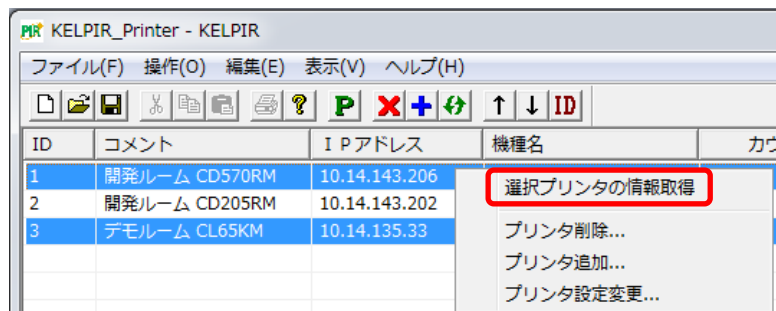 PIR KELPIR_Printer - KELPIR
ファイル(F) 操作(O) 編集(E) 表示(V) ヘルプ(H)
P ID
ID コメント ＩＰアドレス 機種名 カウ
1 開発ルーム CD570RM 10.14.143.206 選択プリンタの情報取得
2 開発ルーム CD205RM 10.14.143.202
3 デモルーム CL65KM 10.14.135.33 プリンタ削除...
プリンタ追加...
プリンタ設定変更...